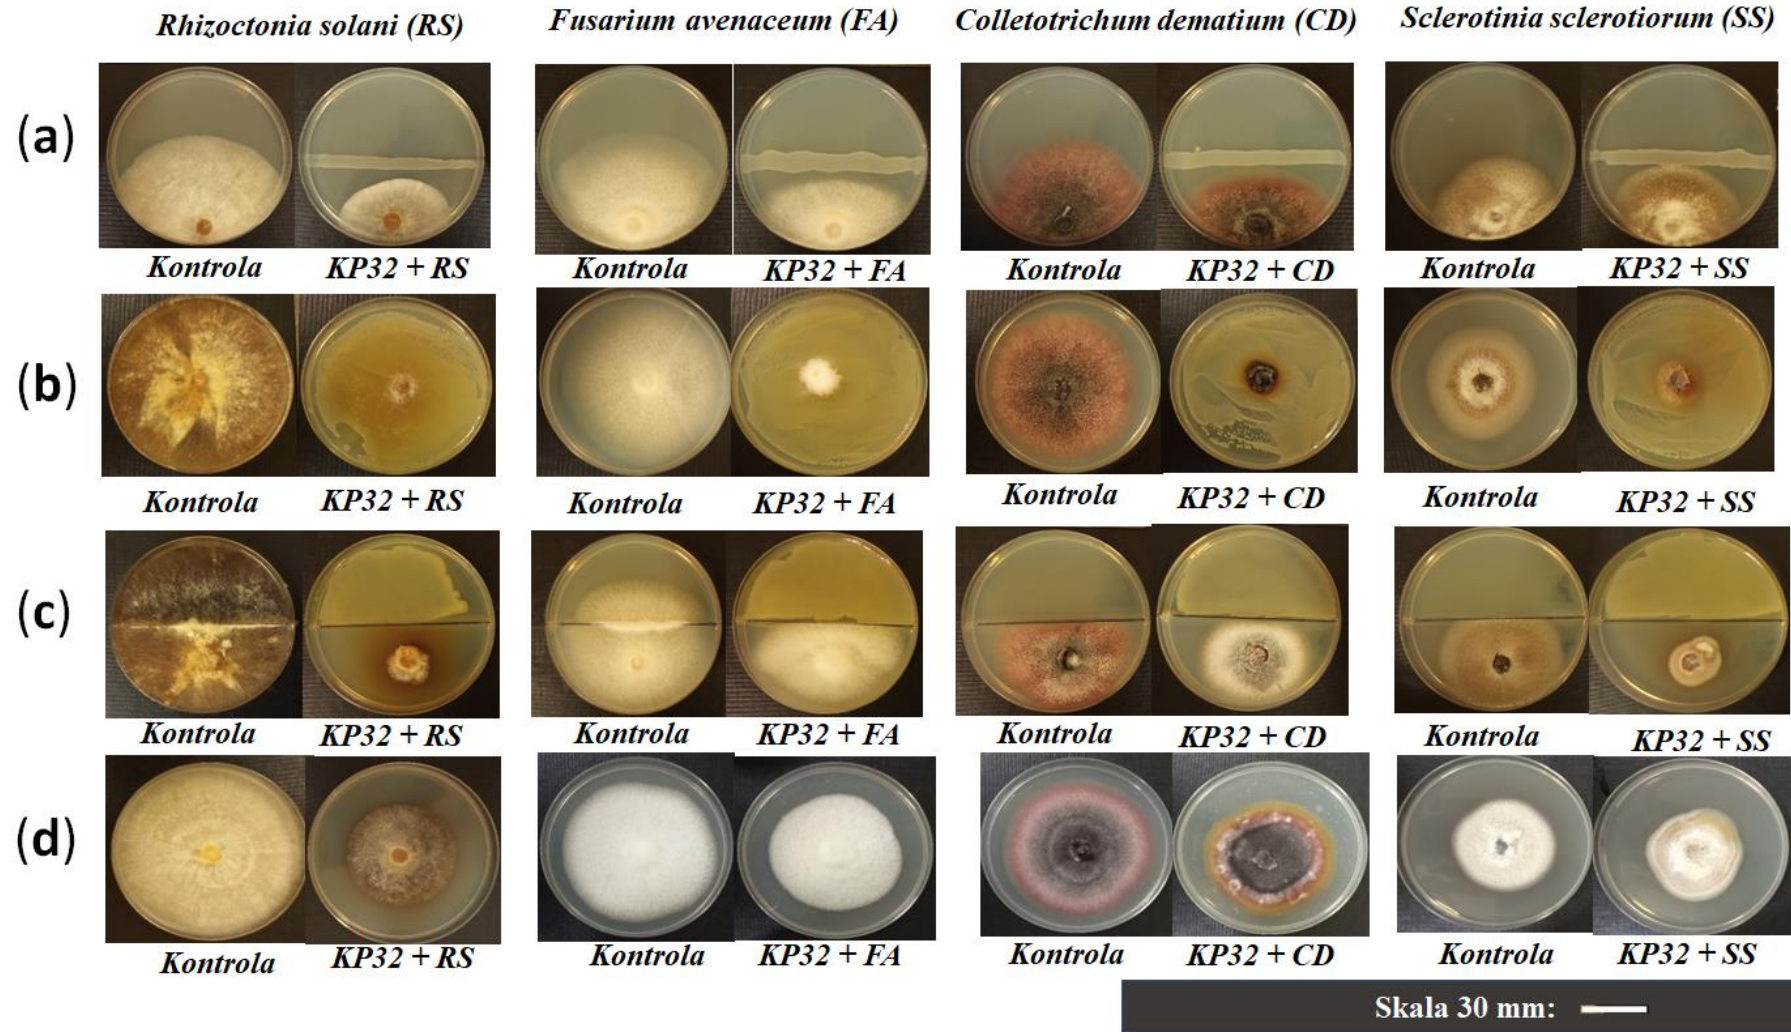 Rhizoctonia solani (RS) Fusarium avenaceum (FA) Colletotrichum dematium (CD) Sclerotinia sclerotiorum (SS)
(a)
Kontrola KP32 + RS Kontrola KP32 + FA Kontrola KP32 + CD Kontrola KP32 + SS
(b)
Kontrola KP32 + RS Kontrola KP32 + FA Kontrola KP32 + CD Kontrola KP32 + SS
(c)
Kontrola KP32 + RS Kontrola KP32 + FA Kontrola KP32 + CD Kontrola KP32 + SS
(d)
Kontrola KP32 + RS Kontrola KP32 + FA Kontrola KP32 + CD Kontrola KP32 + SS
Skala 30 mm: